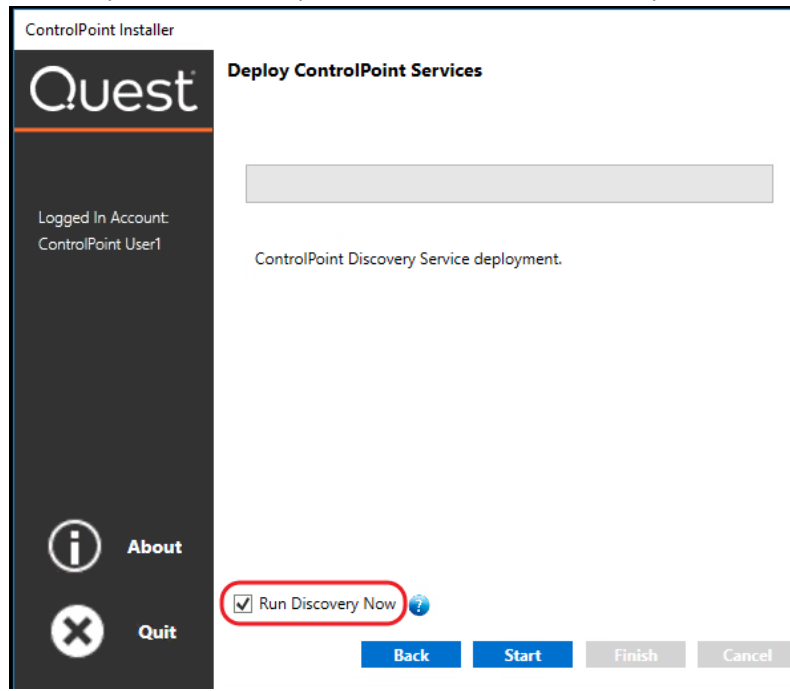 ControlPoint Installer
Quest
Deploy ControlPoint Services
Logged In Account:
ControlPoint User1
ControlPoint Discovery Service deployment.
About
Run Discovery Now
Quit
Back Start Finish Cancel